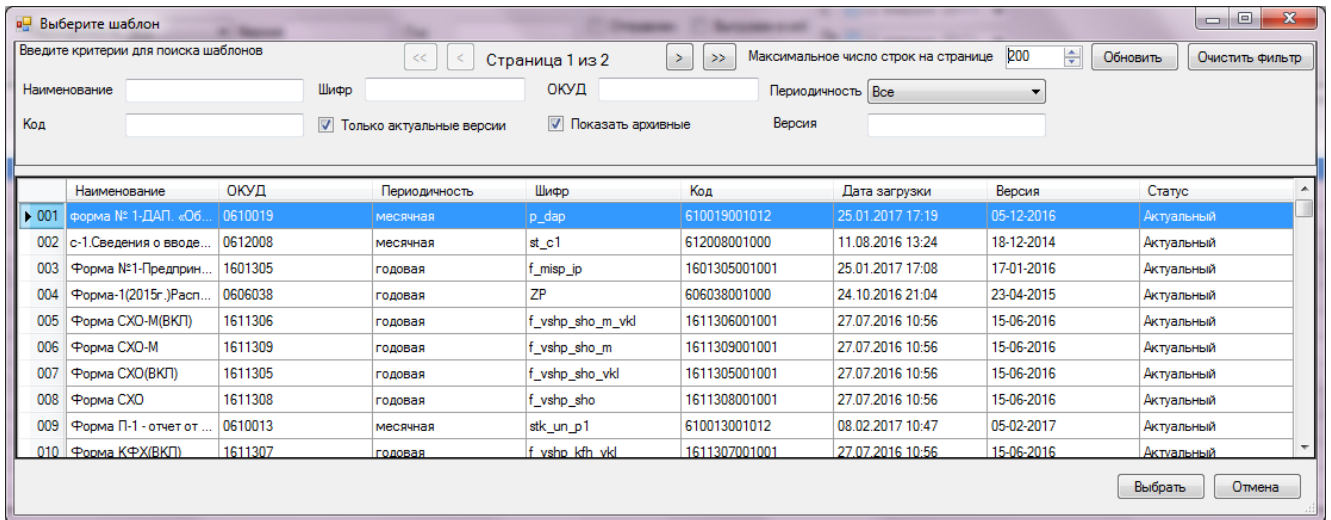 Выберите шаблон
Введите критерии для поиска шаблонов << < Страница 1 из 2 > >> Максимальное число строк на странице 200 Обновить Очистить фильтр
Наименование Шифр ОКУД Периодичность Все
Код Только актуальные версии Показать архивные Версия
Наименование ОКУД Периодичность Шифр Код Дата загрузки Версия Статус
001 форма № 1-ДАП. «Об... 0610019 месячная p_dap 610019001012 25.01.2017 17:19 05-12-2016 Актуальный
002 с-1.Сведения о вводе... 0612008 месячная st_c1 612008001000 11.08.2016 13:24 18-12-2014 Актуальный
003 Форма №1-Предприн... 1601305 годовая f_misp_ip 1601305001001 25.01.2017 17:08 17-01-2016 Актуальный
004 Форма-1(2015г.)Расп... 0606038 годовая ZP 606038001000 24.10.2016 21:04 23-04-2015 Актуальный
005 Форма СХО-М(ВКЛ) 1611306 годовая f_vshp_sho_m_vkl 1611306001001 27.07.2016 10:56 15-06-2016 Актуальный
006 Форма СХО-М 1611309 годовая f_vshp_sho_m 1611309001001 27.07.2016 10:56 15-06-2016 Актуальный
007 Форма СХО(ВКЛ) 1611305 годовая f_vshp_sho_vkl 1611305001001 27.07.2016 10:56 15-06-2016 Актуальный
008 Форма СХО 1611308 годовая f_vshp_sho 1611308001001 27.07.2016 10:56 15-06-2016 Актуальный
009 Форма П-1 - отчет от ... 0610013 месячная stk_un_p1 610013001012 08.02.2017 10:47 05-02-2017 Актуальный
010 Форма КФХ(ВКЛ) 1611307 годовая f_vshp_kfh_vkl 1611307001001 27.07.2016 10:56 15-06-2016 Актуальный
Выбрать Отмена